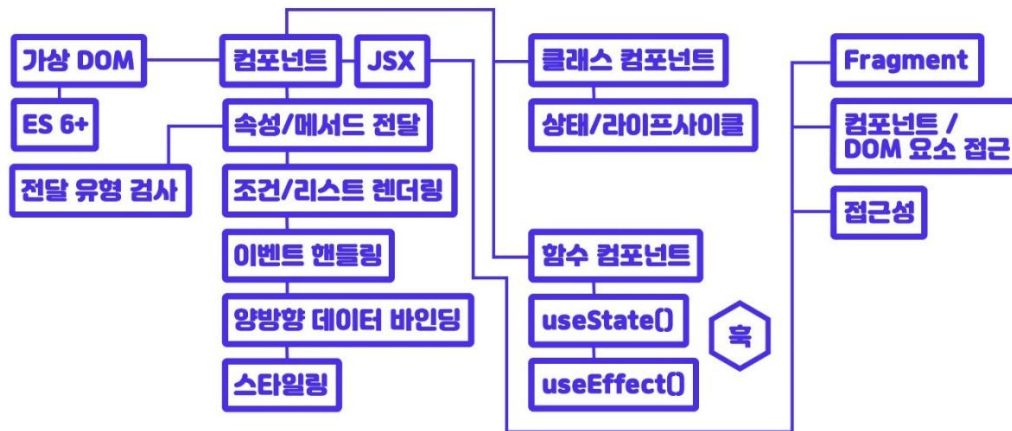 가상 DOM
ES 6+
컴포넌트
JSX
속성/메서드 전달
전달 유형 검사
조건/리스트 렌더링
이벤트 핸들링
양방향 데이터 바인딩
스타일링
클래스 컴포넌트
상태/라이프사이클
함수 컴포넌트
useState()
useEffect()
훅
Fragment
컴포넌트 /
DOM 요소 접근
접근성